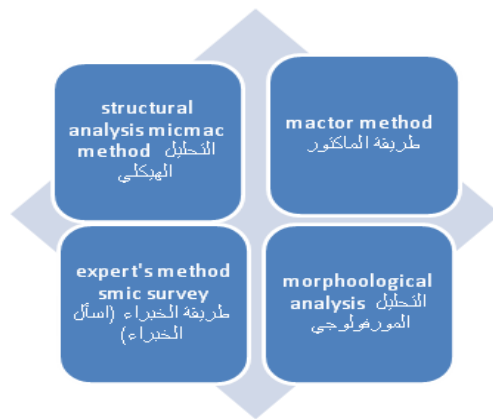 structural
analysis micmac
method التحليل
الهيكلي
mactor method
طريقة الماكتور
expert's method
smic survey
طريقة الخبراء (اسأل
الخبراء)
morphoological
analysis التحليل
المورفولوجي